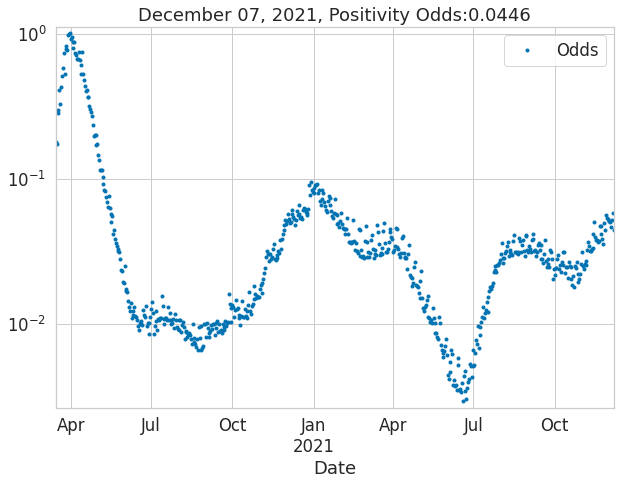 December 07, 2021, Positivity Odds:0.0446
10⁰
10⁻¹
10⁻²
Odds
Apr Jul Oct Jan Apr Jul Oct
2021
Date